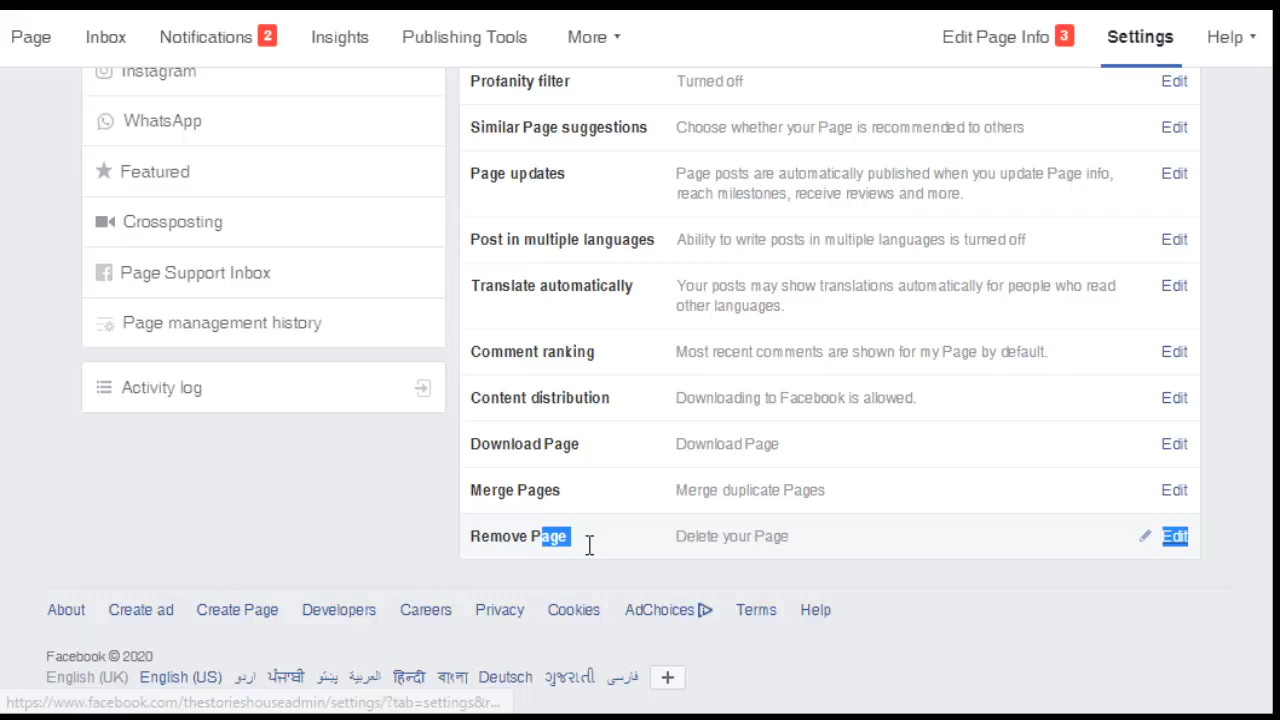 Page Inbox Notifications 2 Insights Publishing Tools More Edit Page Info 3 Settings Help
Instagram
WhatsApp
Featured
Crossposting
Page Support Inbox
Page management history
Activity log
Profanity filter Turned off Edit
Similar Page suggestions Choose whether your Page is recommended to others Edit
Page updates Page posts are automatically published when you update Page info, Edit
reach milestones, receive reviews and more.
Post in multiple languages Ability to write posts in multiple languages is turned off Edit
Translate automatically Your posts may show translations automatically for people who read Edit
other languages.
Comment ranking Most recent comments are shown for my Page by default. Edit
Content distribution Downloading to Facebook is allowed. Edit
Download Page Download Page Edit
Merge Pages Merge duplicate Pages Edit
Remove Page Delete your Page Edit
About Create ad Create Page Developers Careers Privacy Cookies AdChoices Terms Help
Facebook © 2020
English (UK) English (US) اردو ਪੰਜਾਬੀ پښتو العربية हिन्दी বাংলা Deutsch ગુજરાતી فارسی +
https://www.facebook.com/thestorieshouseadmin/settings/?tab=settings&r...